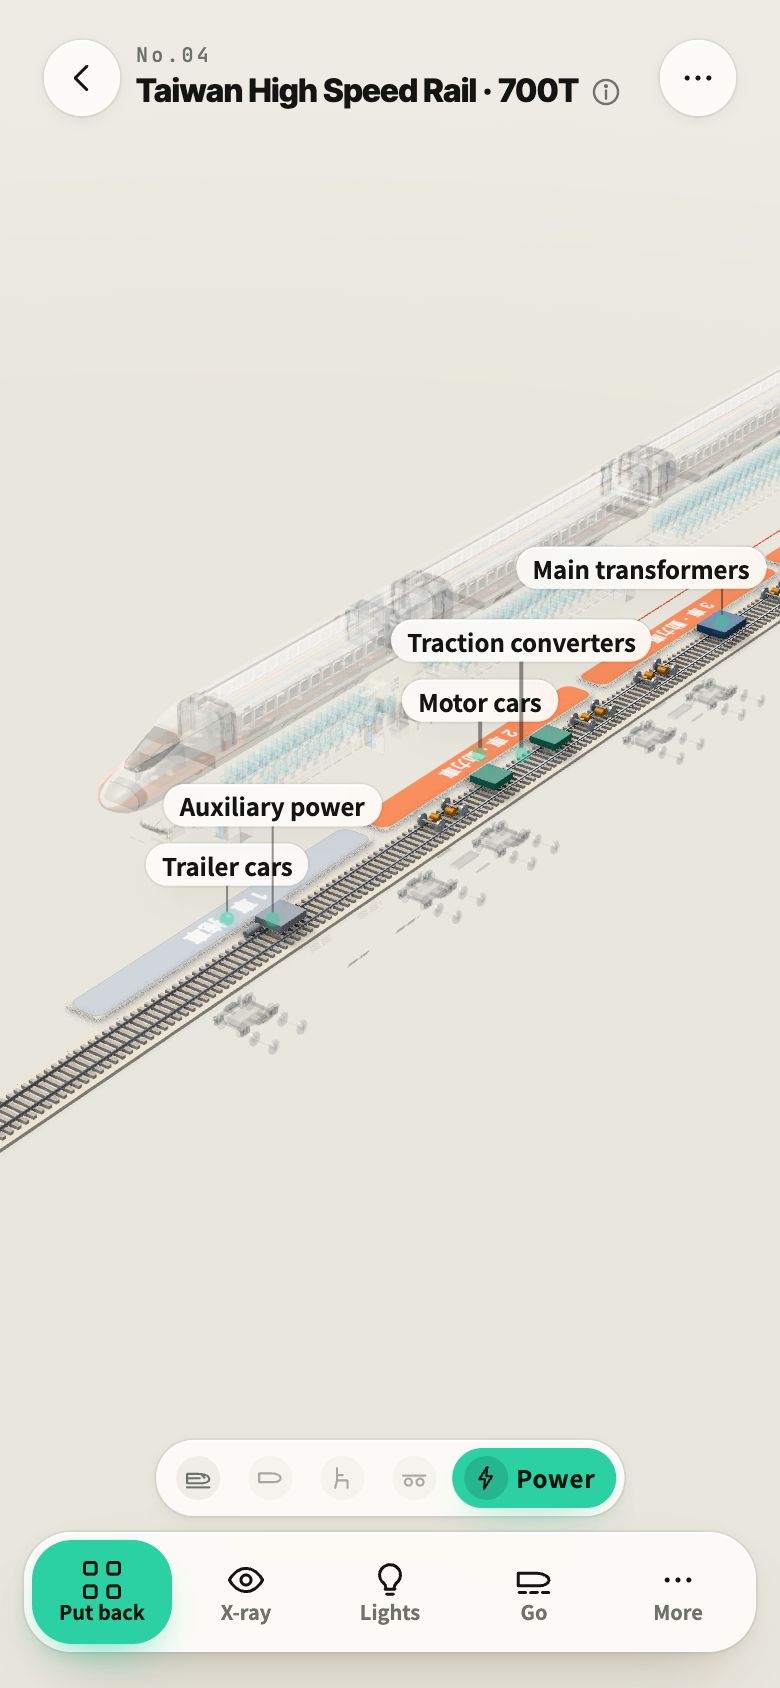 No.04
Taiwan High Speed Rail · 700T
Main transformers
Traction converters
Motor cars
Auxiliary power
Trailer cars
Power
Put back
X-ray
Lights
Go
More